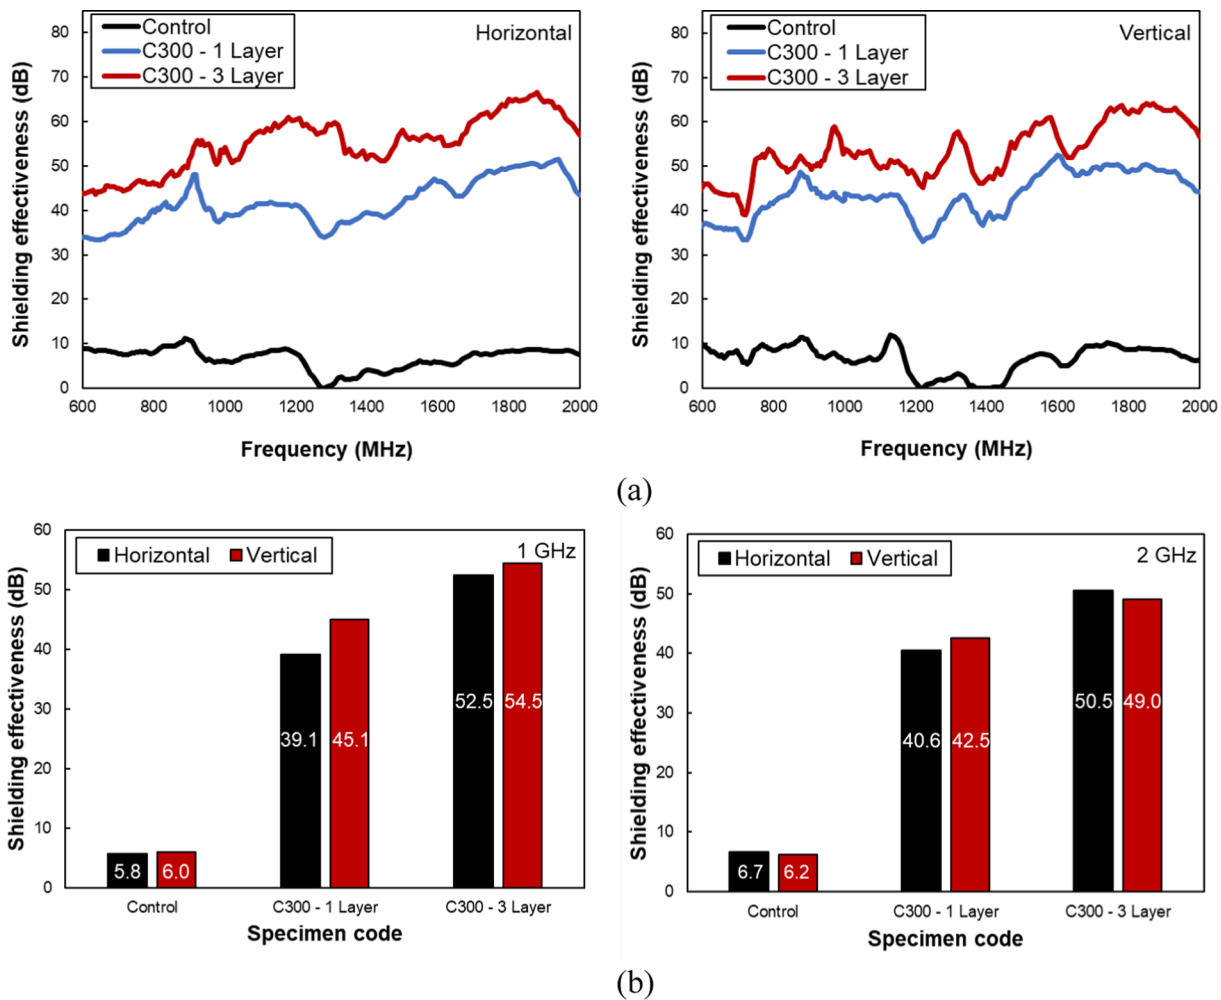 Control
C300 - 1 Layer
C300 - 3 Layer
Horizontal
80
70
60
50
40
30
20
10
0
Shielding effectiveness (dB)
600 800 1000 1200 1400 1600 1800 2000
Frequency (MHz)
Control
C300 - 1 Layer
C300 - 3 Layer
Vertical
80
70
60
50
40
30
20
10
0
Shielding effectiveness (dB)
600 800 1000 1200 1400 1600 1800 2000
Frequency (MHz)
(a)
Horizontal Vertical
1 GHz
60
50
40
30
20
10
0
Shielding effectiveness (dB)
5.8 6.0 39.1 45.1 52.5 54.5
Control C300 - 1 Layer C300 - 3 Layer
Specimen code
Horizontal Vertical
2 GHz
60
50
40
30
20
10
0
Shielding effectiveness (dB)
6.7 6.2 40.6 42.5 50.5 49.0
Control C300 - 1 Layer C300 - 3 Layer
Specimen code
(b)